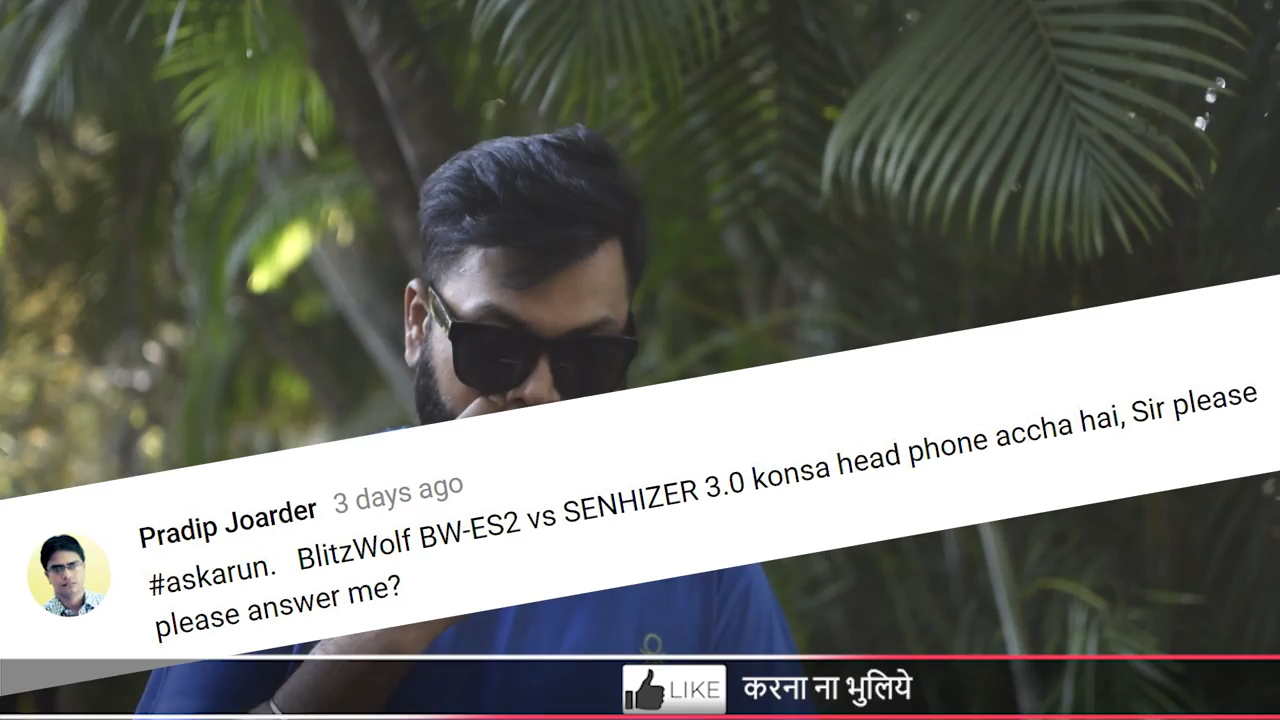 Pradip Joarder 3 days ago
#askarun. BlitzWolf BW-ES2 vs SENHIZER 3.0 konsa head phone accha hai, Sir please
please answer me?
LIKE करना ना भुलिये